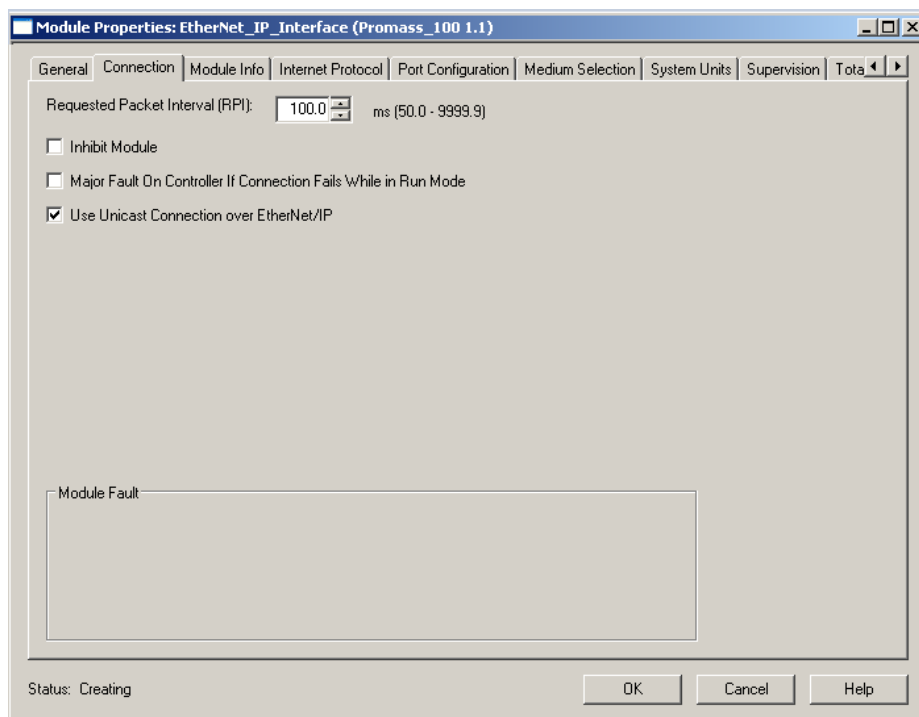 Module Properties: EtherNet_IP_Interface (Promass_100 1.1)
General Connection Module Info Internet Protocol Port Configuration Medium Selection System Units Supervision Tota
Requested Packet Interval (RPI): 100.0 ms (50.0 - 9999.9)
Inhibit Module
Major Fault On Controller If Connection Fails While in Run Mode
Use Unicast Connection over EtherNet/IP
Module Fault
Status: Creating OK Cancel Help